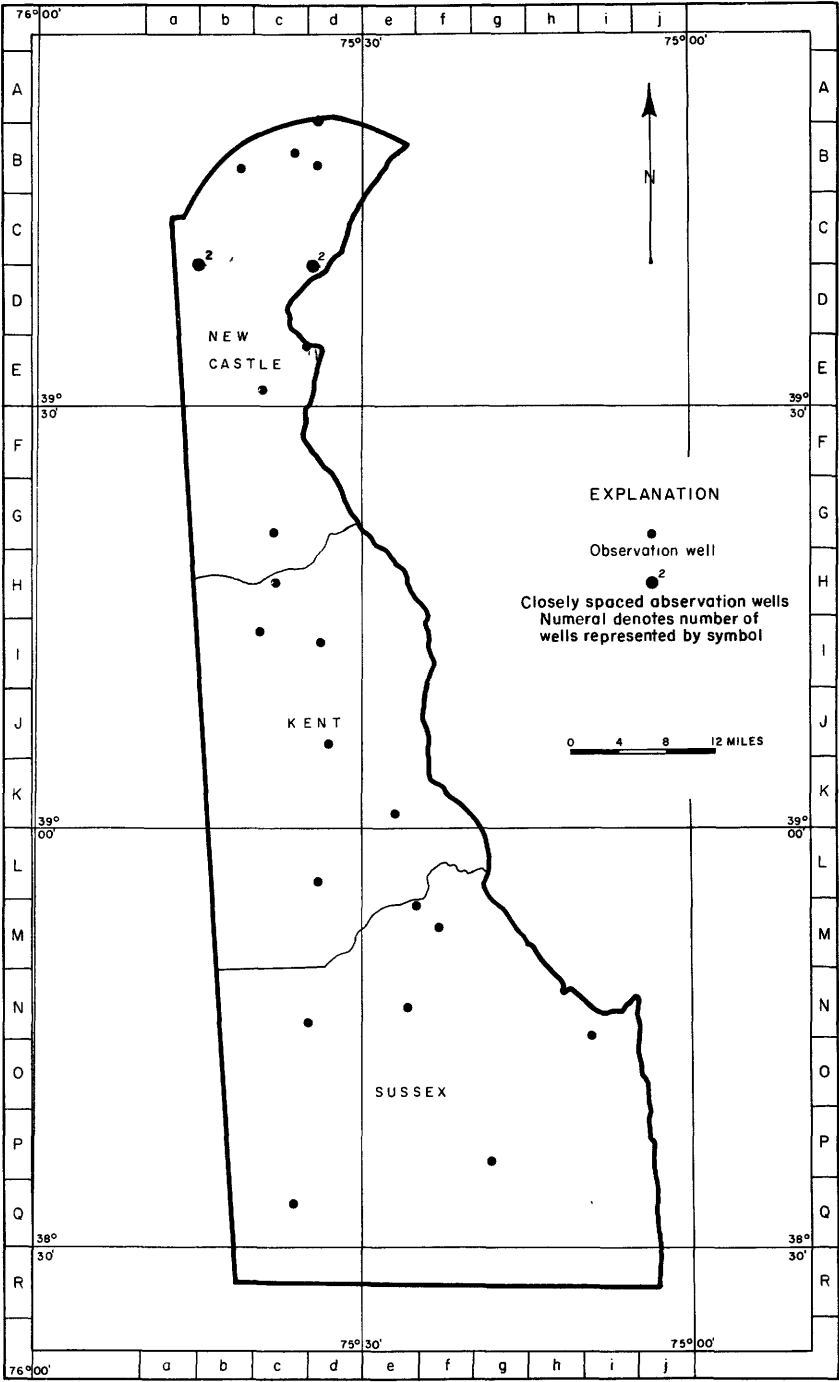 76° 00'
a b c d e f g h i j
75° 30'
75° 00'
A A
B B
N
C C
2 2
D D
NEW
CASTLE
E E
39° 30' 39° 30'
F F
EXPLANATION
G G
Observation well
H H
2
Closely spaced abservation wells
Numeral denotes number of
wells represented by symbol
I I
J J
KENT
0 4 8 12 MILES
K K
39° 00' 39° 00'
L L
M M
N N
O O
SUSSEX
P P
Q Q
38° 30' 38° 30'
R R
75° 30' 75° 00'
76° 00'
a b c d e f g h i j